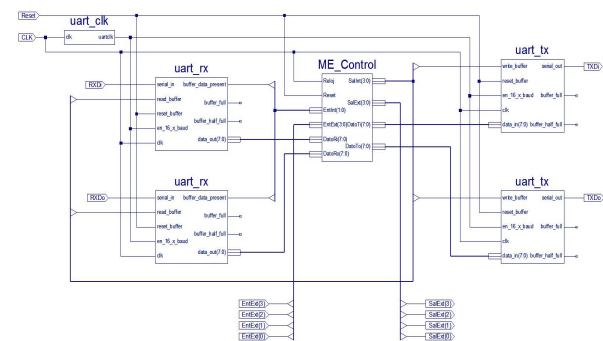 Reset
uart_clk
CLK
clk
uartclk
uart_rx
RXDi
serial_in
buffer_data_present
read_buffer
buffer_full
reset_buffer
buffer_half_full
en_16_x_baud
data_out(7:0)
clk
ME_Control
Reloj
SalInt(3:0)
Reset
SalExt(3:0)
EntInt(1:0)
EntExt(3:0)
DatoTi(7:0)
DatoRi(7:0)
DatoTo(7:0)
DatoRo(7:0)
uart_tx
write_buffer
serial_out
TXDi
reset_buffer
en_16_x_baud
buffer_full
clk
data_in(7:0)
buffer_half_full
uart_rx
RXDo
serial_in
buffer_data_present
read_buffer
buffer_full
reset_buffer
buffer_half_full
en_16_x_baud
data_out(7:0)
clk
uart_tx
write_buffer
serial_out
TXDo
reset_buffer
en_16_x_baud
buffer_full
clk
data_in(7:0)
buffer_half_full
EntExt(3)
SalExt(3)
EntExt(2)
SalExt(2)
EntExt(1)
SalExt(1)
EntExt(0)
SalExt(0)